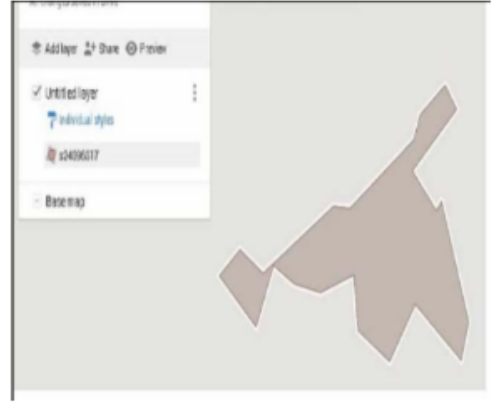 Add layer Share Preview
Untitled layer
Individual styles
Base map